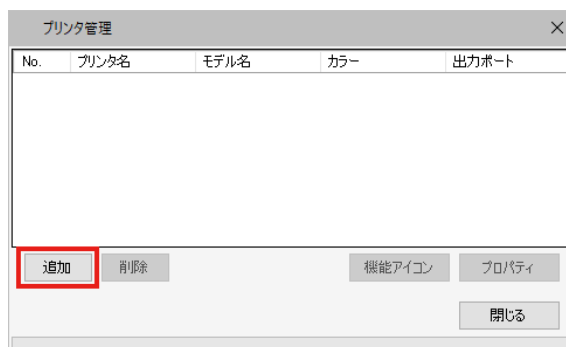 プリンタ管理
No. プリンタ名 モデル名 カラー 出力ポート
追加 削除 機能アイコン プロパティ
閉じる